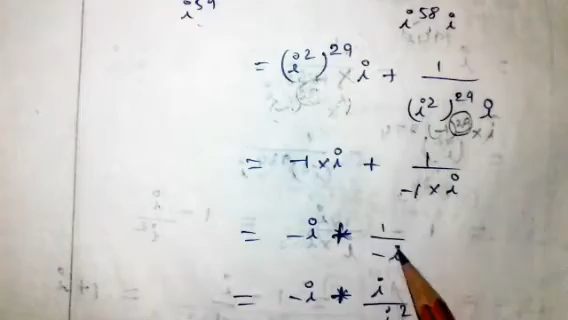 i^59 i^58 i
= (i^2)^29 × i + 1/((i^2)^29 i)
= -1 × i + 1/(-1 × i)
= -i + 1/(-i)
= -i + i/i^2